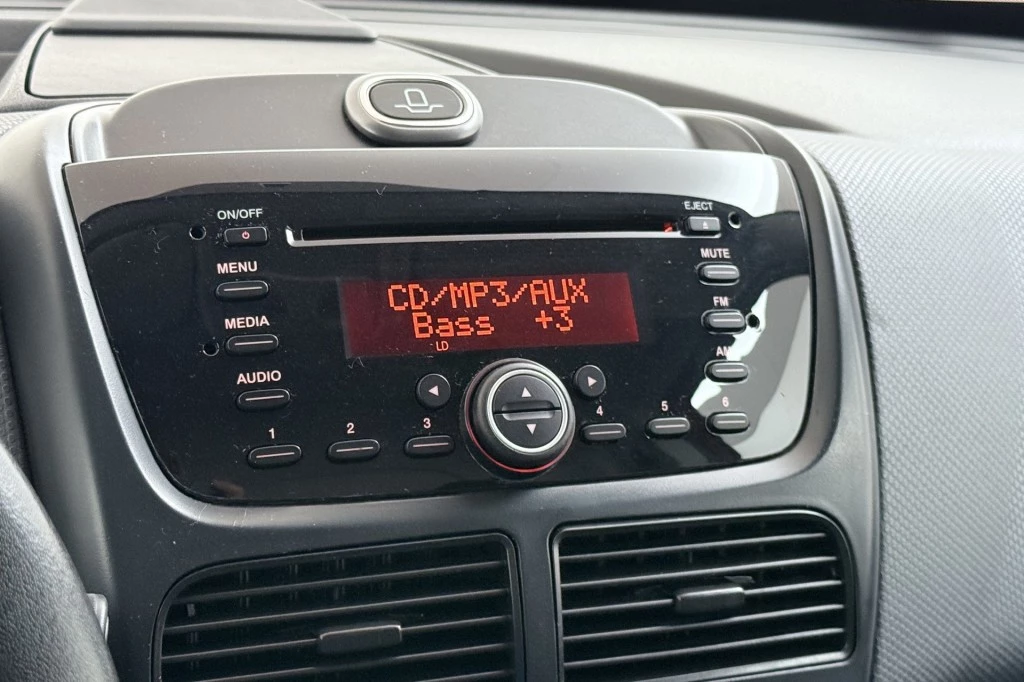 ON/OFF
EJECT
MENU
MUTE
CD/MP3/AUX
Bass +3
LD
MEDIA
FM
AUDIO
AM
1
2
3
4
5
6